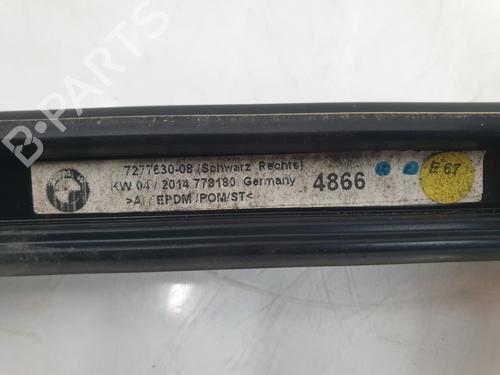 B-PARTS
7277630-08 (Schwarz Rechts)
KW 04 / 2014 778180 Germany
>A / EPDM /POM/ST<
4866
E 67